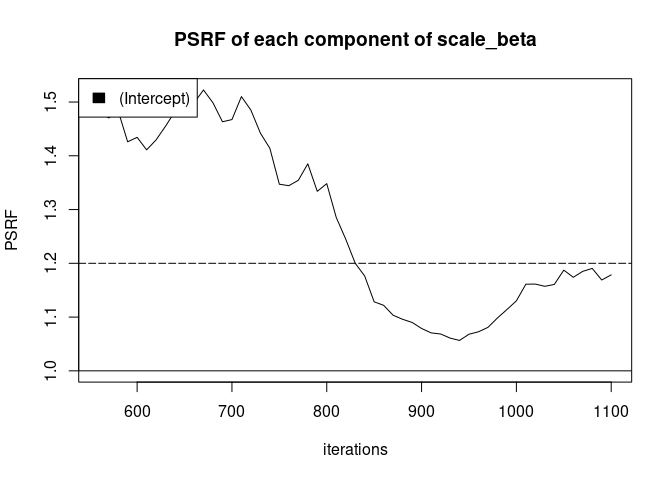 PSRF of each component of scale_beta
(Intercept)
PSRF
1.5
1.4
1.3
1.2
1.1
1.0
600 700 800 900 1000 1100
iterations